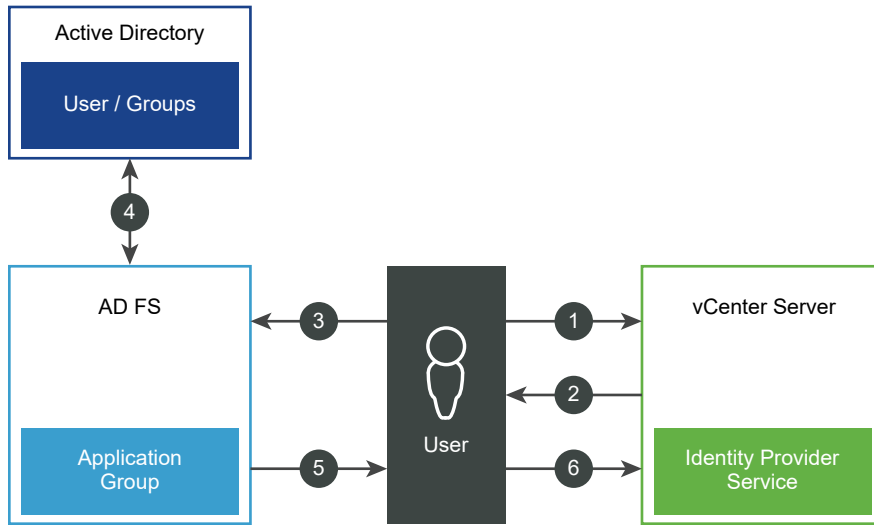 Active Directory
User / Groups
4
AD FS
3
1
vCenter Server
2
User
Application
Group
5
6
Identity Provider
Service